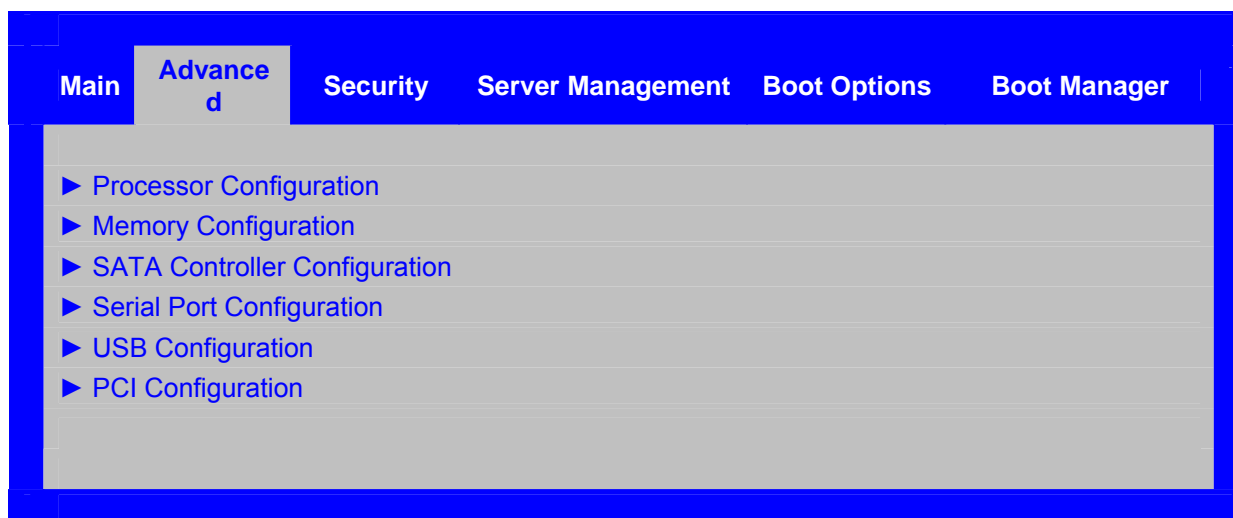 Main Advance
d Security Server Management Boot Options Boot Manager
► Processor Configuration
► Memory Configuration
► SATA Controller Configuration
► Serial Port Configuration
► USB Configuration
► PCI Configuration